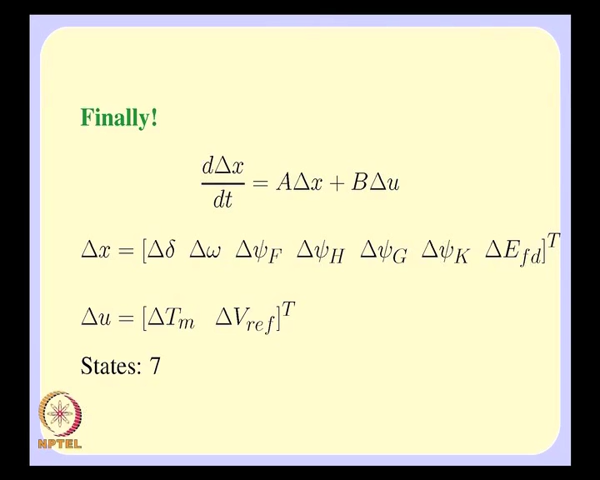 Finally!
dΔx/dt = AΔx + BΔu
Δx = [Δδ Δω Δψ_F Δψ_H Δψ_G Δψ_K ΔE_fd]^T
Δu = [ΔT_m ΔV_ref]^T
States: 7
NPTEL